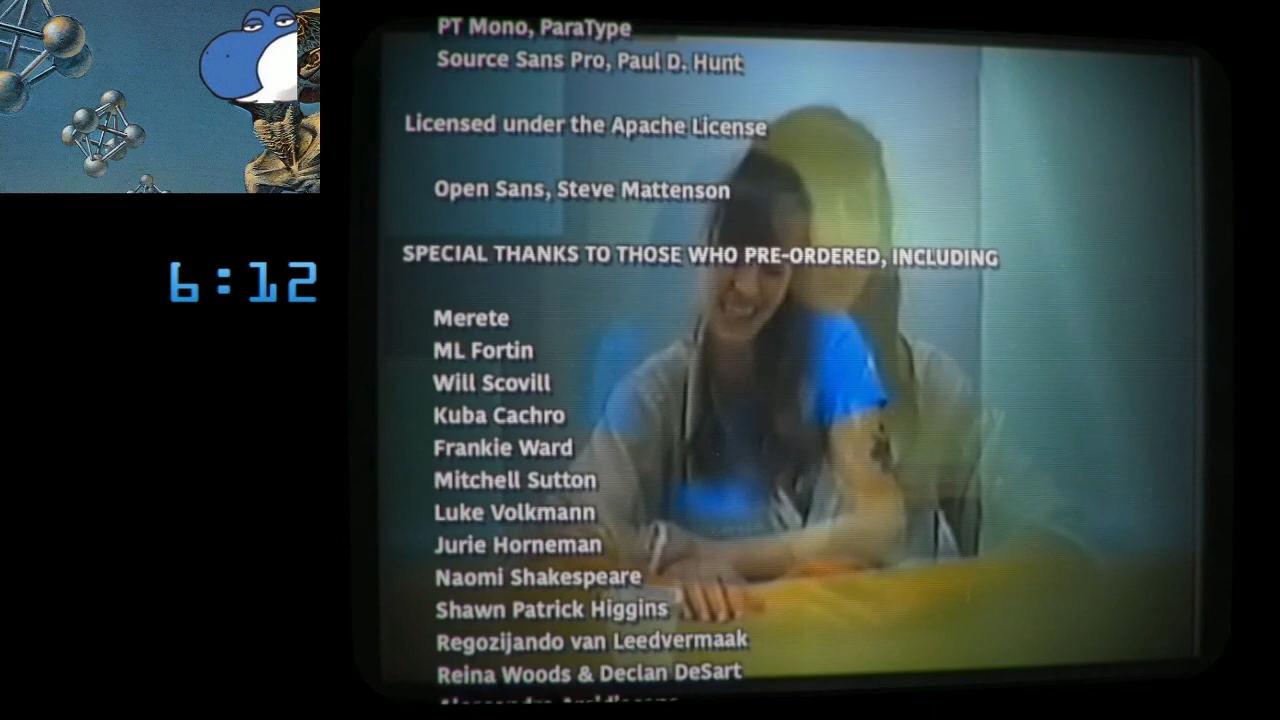 PT Mono, ParaType
Source Sans Pro, Paul D. Hunt
Licensed under the Apache License
Open Sans, Steve Mattenson
SPECIAL THANKS TO THOSE WHO PRE-ORDERED, INCLUDING
Merete
ML Fortin
Will Scovill
Kuba Cachro
Frankie Ward
Mitchell Sutton
Luke Volkmann
Jurie Horneman
Naomi Shakespeare
Shawn Patrick Higgins
Regozijando van Leedvermaak
Reina Woods & Declan DeSart
6:12